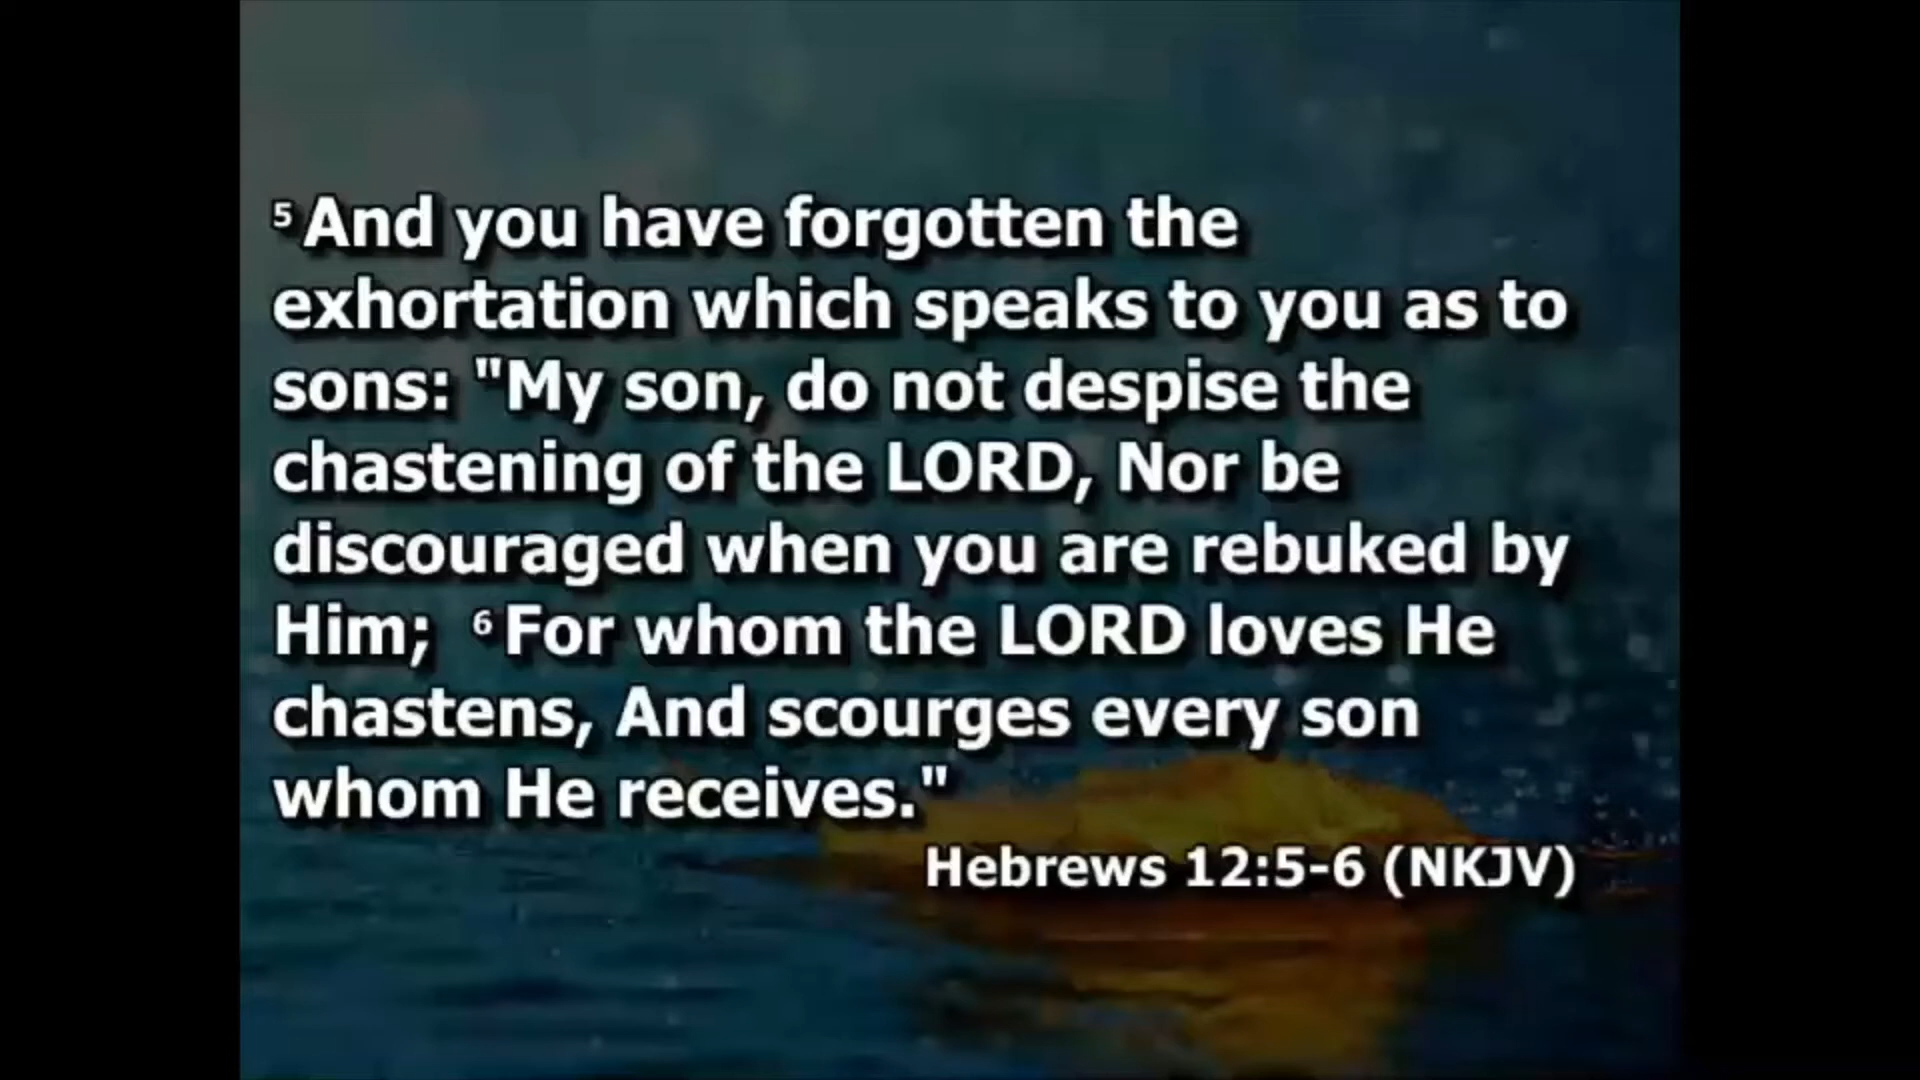 5 And you have forgotten the
exhortation which speaks to you as to
sons: "My son, do not despise the
chastening of the LORD, Nor be
discouraged when you are rebuked by
Him; 6 For whom the LORD loves He
chastens, And scourges every son
whom He receives."
Hebrews 12:5-6 (NKJV)